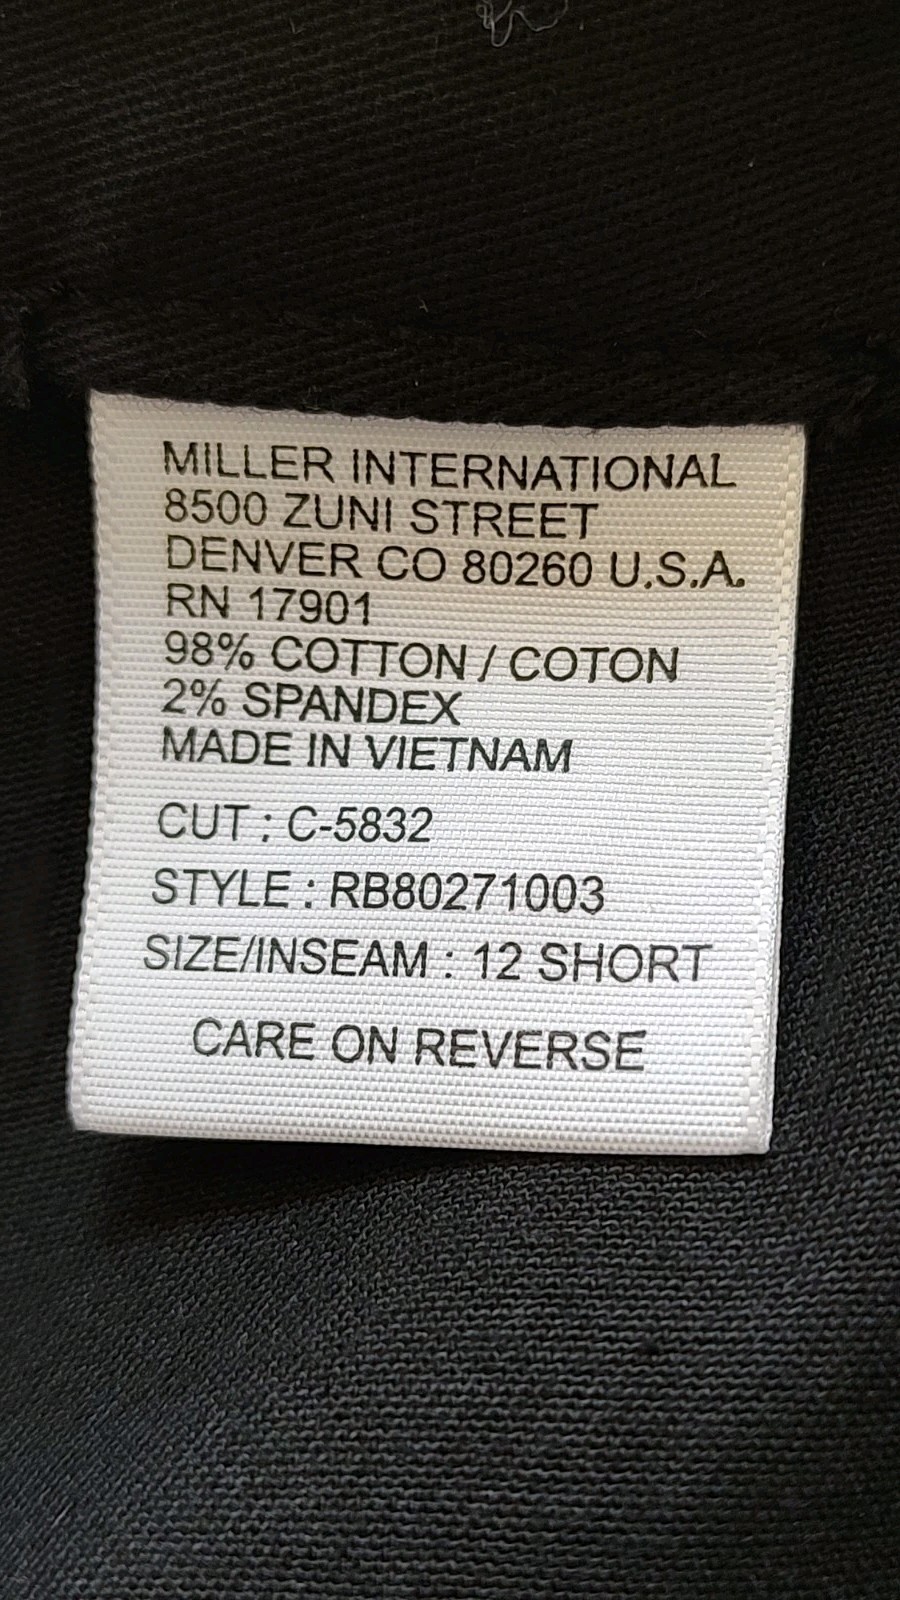 MILLER INTERNATIONAL
8500 ZUNI STREET
DENVER CO 80260 U.S.A.
RN 17901
98% COTTON / COTON
2% SPANDEX
MADE IN VIETNAM
CUT : C-5832
STYLE : RB80271003
SIZE/INSEAM : 12 SHORT
CARE ON REVERSE